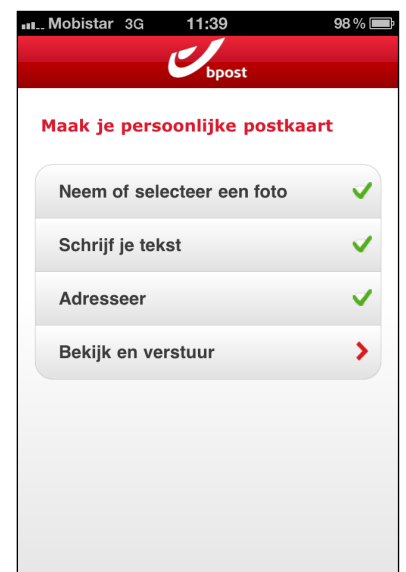 Mobistar 3G 11:39 98 %
bpost
Maak je persoonlijke postkaart
Neem of selecteer een foto
Schrijf je tekst
Adresseer
Bekijk en verstuur